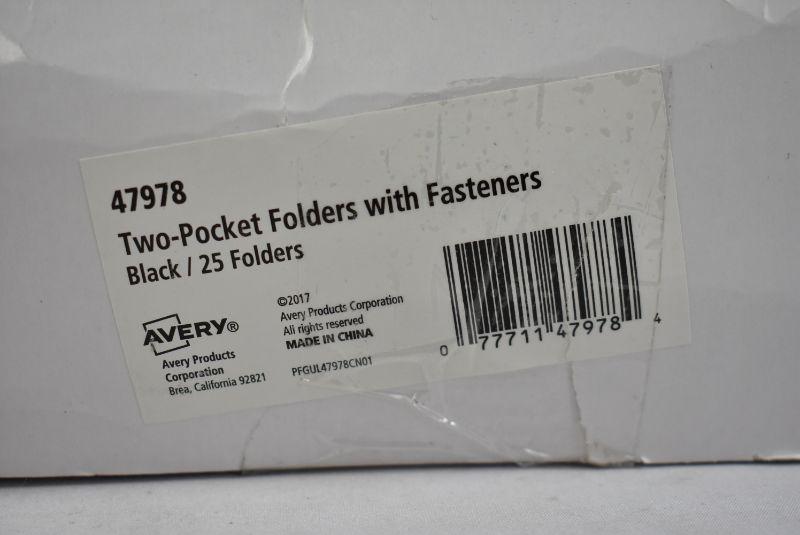 47978
Two-Pocket Folders with Fasteners
Black / 25 Folders
AVERY®
Avery Products
Corporation
Brea, California 92821
©2017
Avery Products Corporation
All rights reserved
MADE IN CHINA
PFGUL47978CN01
0 77711 47978 4